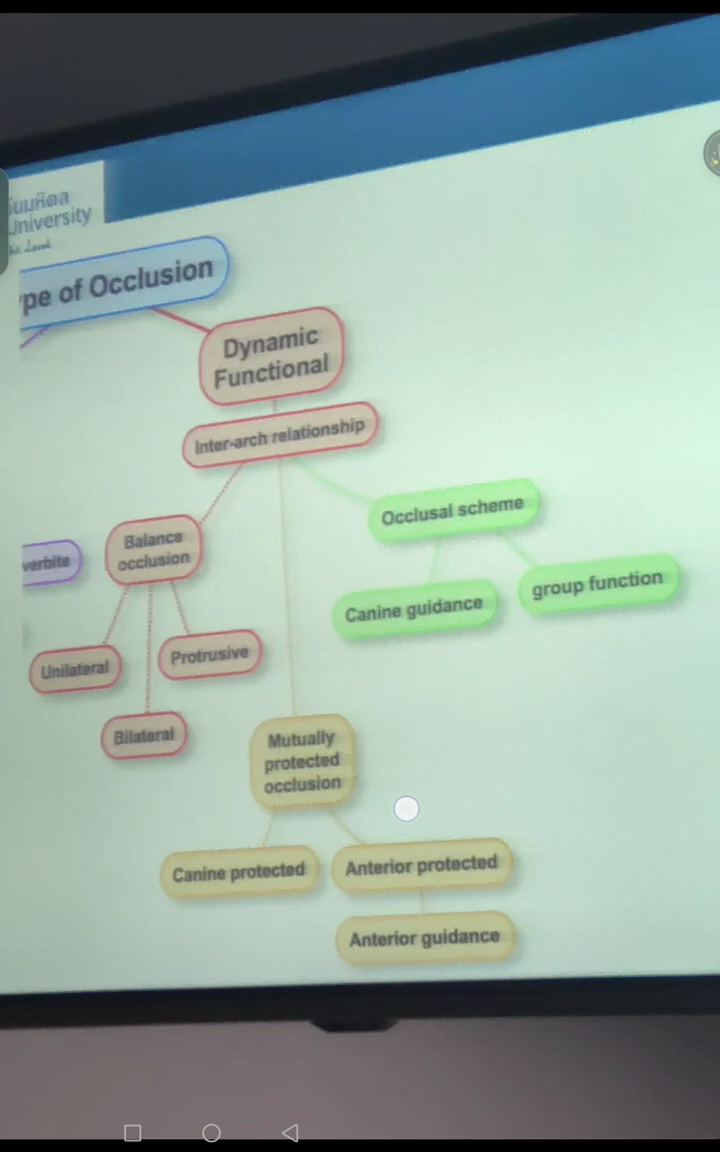 University
ype of Occlusion
Dynamic
Functional
Inter-arch relationship
Occlusal scheme
Balance
occlusion
verbite
Canine guidance
group function
Unilateral
Protrusive
Bilateral
Mutually
protected
occlusion
Canine protected
Anterior protected
Anterior guidance